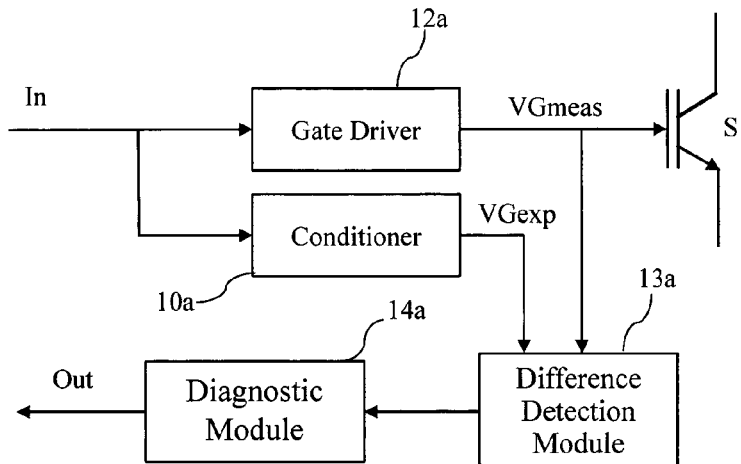 12a
In
Gate Driver
VGmeas
S
Conditioner
VGexp
10a
14a
13a
Out
Diagnostic
Module
Difference
Detection
Module